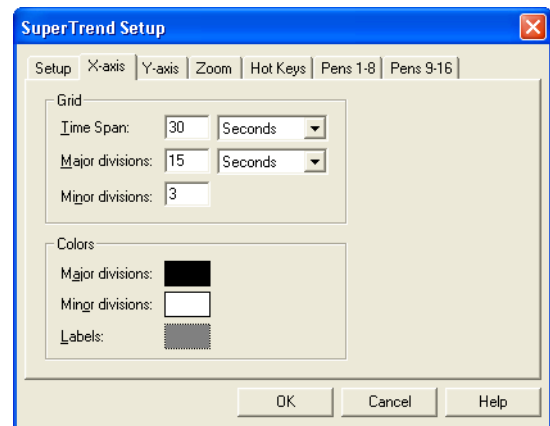 SuperTrend Setup
Setup X-axis Y-axis Zoom Hot Keys Pens 1-8 Pens 9-16
Grid
Time Span: 30 Seconds
Major divisions: 15 Seconds
Minor divisions: 3
Colors
Major divisions:
Minor divisions:
Labels:
OK Cancel Help